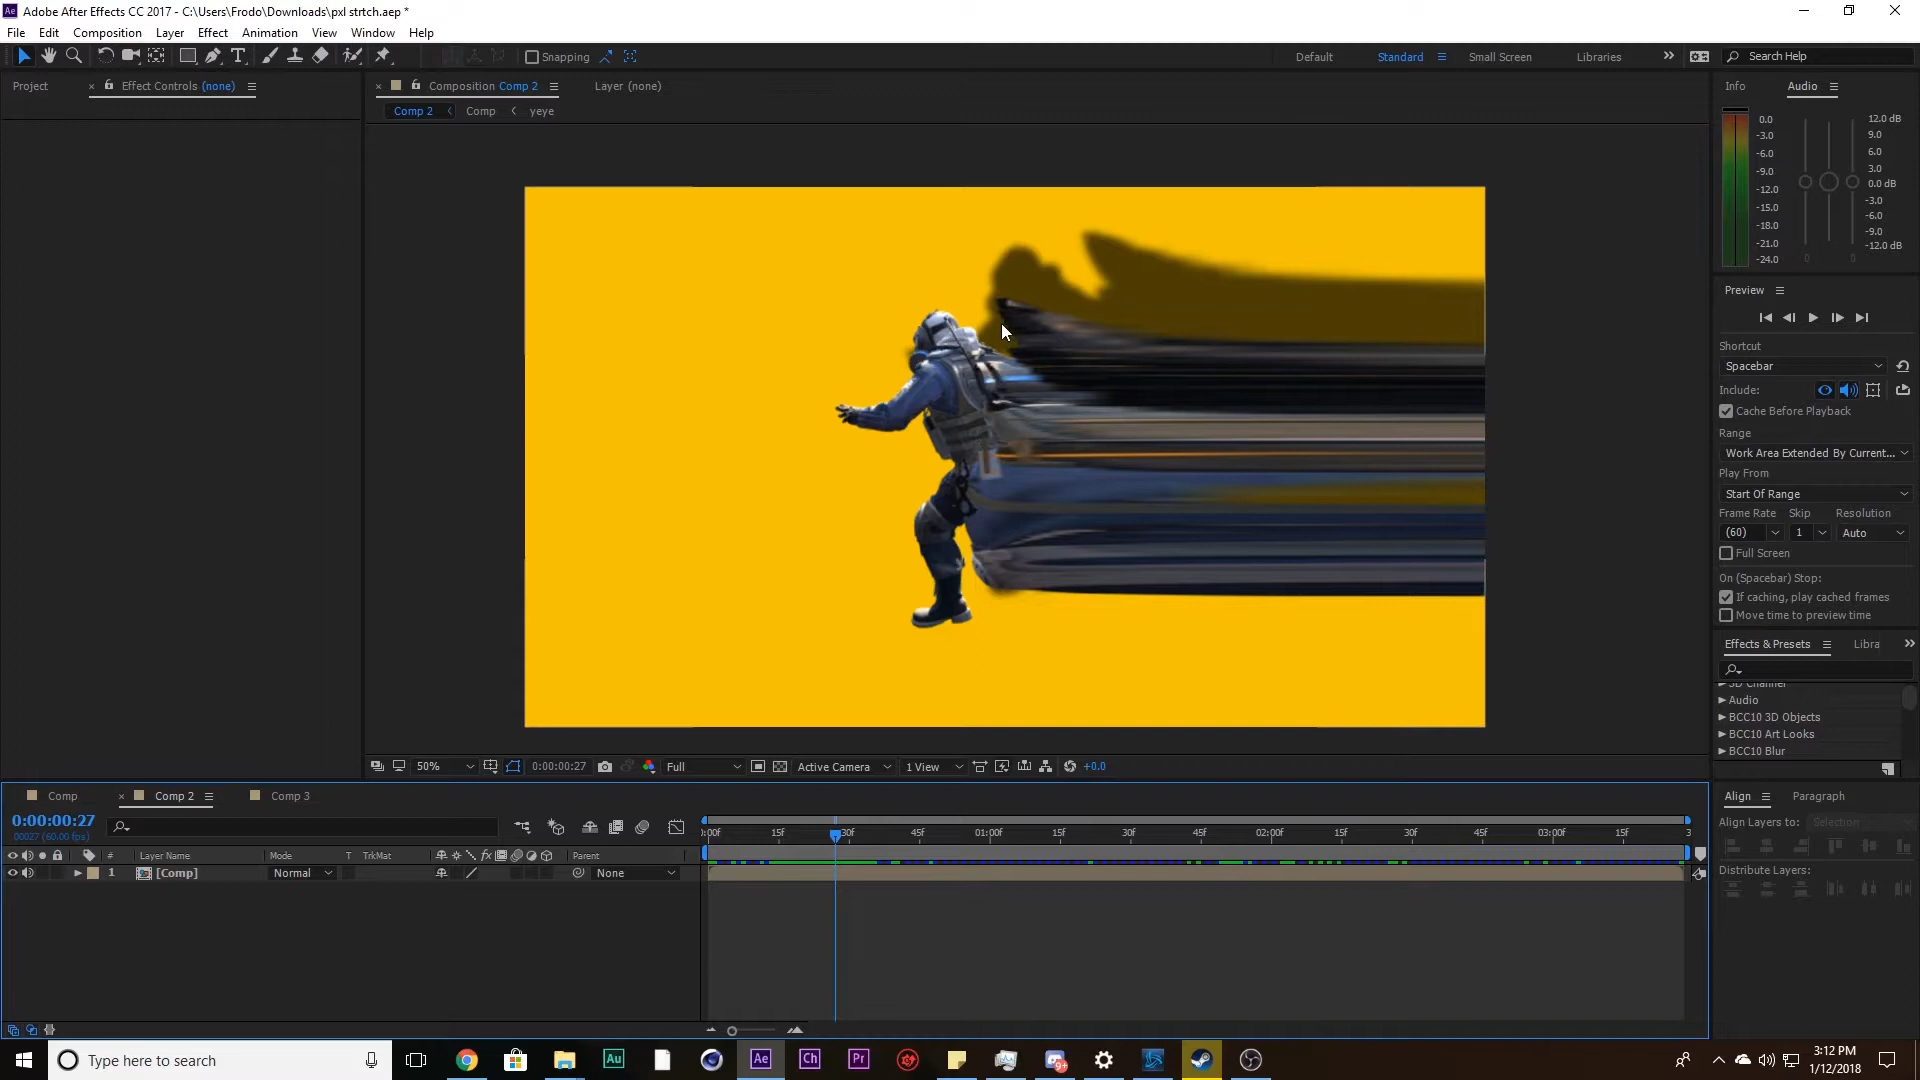 Adobe After Effects CC 2017 - C:\Users\Frodo\Downloads\pxl strtch.aep *
File Edit Composition Layer Effect Animation View Window Help
Snapping Default Standard Small Screen Libraries Search Help
Project Effect Controls (none) Composition Comp 2 Layer (none) Info Audio
Comp 2 Comp yeye
0.0 12.0 dB
-3.0 9.0
-6.0 6.0
-9.0 3.0
-12.0 0.0 dB
-15.0 -3.0
-18.0 -6.0
-21.0 -9.0
-24.0 -12.0 dB
0 0
Preview
Shortcut
Spacebar
Include:
Cache Before Playback
Range
Work Area Extended By Current...
Play From
Start Of Range
Frame Rate Skip Resolution
(60) 1 Auto
Full Screen
On (Spacebar) Stop:
If caching, play cached frames
Move time to preview time
Effects & Presets Libra
3D Channel
Audio
BCC10 3D Objects
BCC10 Art Looks
BCC10 Blur
50% 0:00:00:27 Full Active Camera 1 View +0.0
Comp Comp 2 Comp 3 Align Paragraph
0:00:00:27
00027 (60.00 fps)
Align Layers to: Selection
:00f 15f 30f 45f 01:00f 15f 30f 45f 02:00f 15f 30f 45f 03:00f 15f 3
# Layer Name Mode T TrkMat fx Parent
1 [Comp] Normal None
Distribute Layers:
Type here to search Au Ae Ch Pr 9+
3:12 PM
1/12/2018